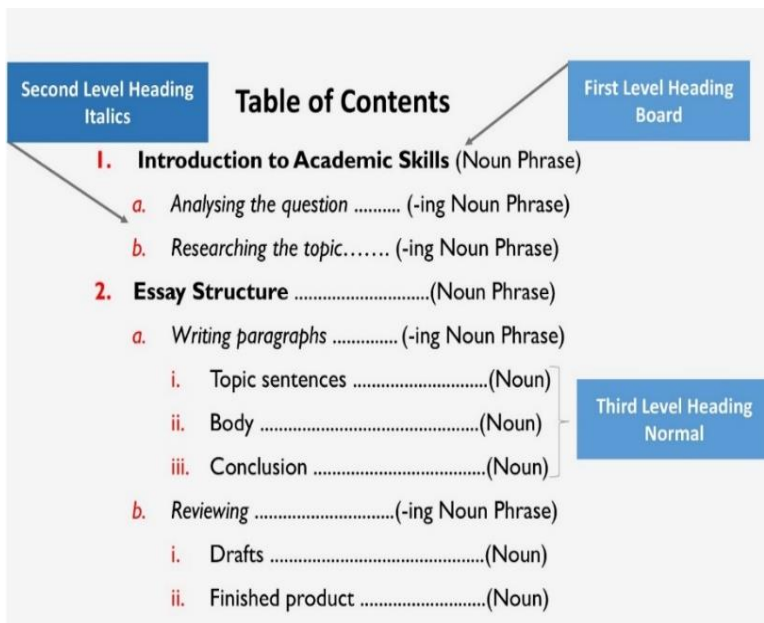 Second Level Heading
Italics
Table of Contents
First Level Heading
Board
1. Introduction to Academic Skills (Noun Phrase)
a. Analysing the question .......... (-ing Noun Phrase)
b. Researching the topic....... (-ing Noun Phrase)
2. Essay Structure .............................(Noun Phrase)
a. Writing paragraphs .............. (-ing Noun Phrase)
i. Topic sentences .............................(Noun)
ii. Body ...............................................(Noun)
iii. Conclusion .....................................(Noun)
Third Level Heading
Normal
b. Reviewing ..............................(-ing Noun Phrase)
i. Drafts ..............................................(Noun)
ii. Finished product ...........................(Noun)